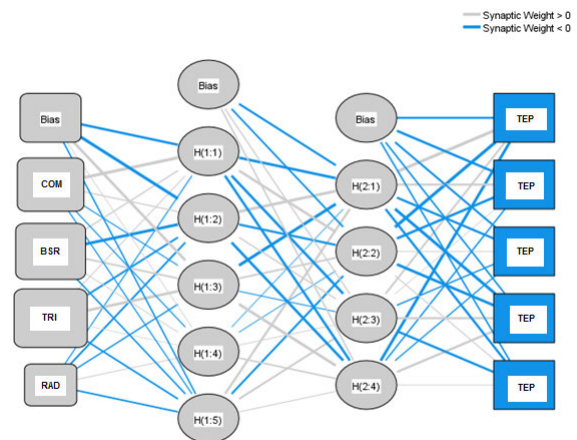 Synaptic Weight > 0
Synaptic Weight < 0
Bias
COM
BSR
TRI
RAD
Bias
H(1:1)
H(1:2)
H(1:3)
H(1:4)
H(1:5)
Bias
H(2:1)
H(2:2)
H(2:3)
H(2:4)
TEP
TEP
TEP
TEP
TEP